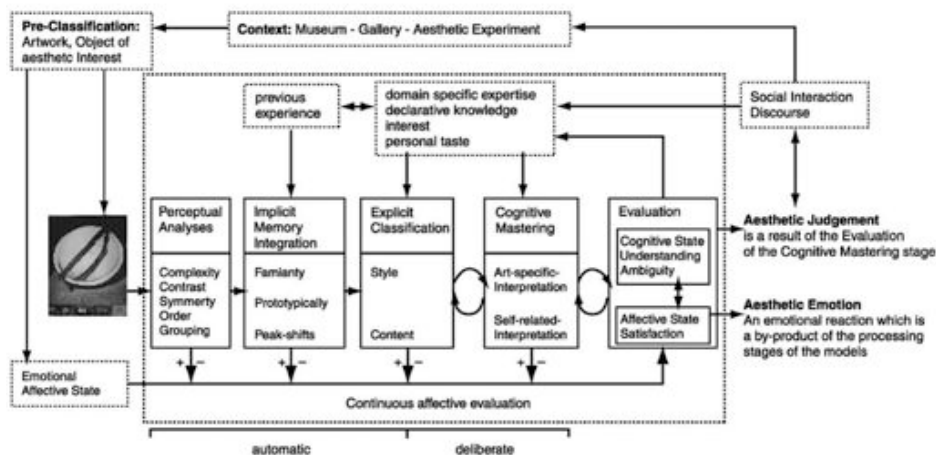 Pre-Classification:
Artwork, Object of
aesthetc Interest
Context: Museum - Gallery - Aesthetic Experiment
previous
experience
domain specific expertise
declarative knowledge
interest
personal taste
Social Interaction
Discourse
Perceptual
Analyses
Complexity
Contrast
Symmerty
Order
Grouping
Implicit
Memory
Integration
Famianty
Prototypically
Peak-shifts
Explicit
Classification
Style
Content
Cognitive
Mastering
Art-specific-
Interpretation
Self-related-
Interpretation
Evaluation
Cognitive State
Understanding
Ambiguity
Affective State
Satisfaction
Aesthetic Judgement
is a result of the Evaluation
of the Cognitive Mastering stage
Aesthetic Emotion
An emotional reaction which is
a by-product of the processing
stages of the models
Emotional
Affective State
+ −
+ −
+ −
+ −
Continuous affective evaluation
automatic
deliberate